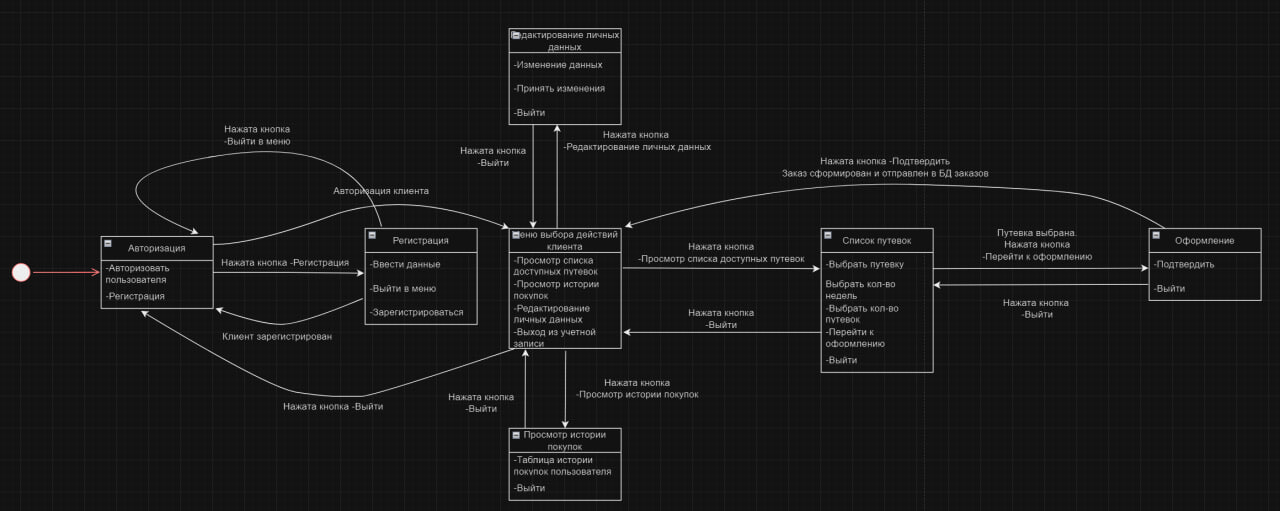 Редактирование личных
данных
-Изменение данных
-Принять изменения
-Выйти
Нажата кнопка
-Выйти
Нажата кнопка
-Редактирование личных данных
Нажата кнопка
-Выйти в меню
Авторизация клиента
Нажата кнопка -Подтвердить
Заказ сформирован и отправлен в БД заказов
Авторизация
-Авторизовать
пользователя
-Регистрация
Нажата кнопка -Регистрация
Регистрация
-Ввести данные
-Выйти в меню
-Зарегистрироваться
Клиент зарегистрирован
Нажата кнопка -Выйти
Меню выбора действий
клиента
-Просмотр списка
доступных путевок
-Просмотр истории
покупок
-Редактирование
личных данных
-Выход из учетной
записи
Нажата кнопка
-Просмотр списка доступных путевок
Нажата кнопка
-Выйти
Список путевок
-Выбрать путевку
Выбрать кол-во
недель
-Выбрать кол-во
путевок
-Перейти к
оформлению
-Выйти
Путевка выбрана.
Нажата кнопка
-Перейти к оформлению
Нажата кнопка
-Выйти
Оформление
-Подтвердить
-Выйти
Нажата кнопка
-Выйти
Нажата кнопка
-Просмотр истории покупок
Просмотр истории
покупок
-Таблица истории
покупок пользователя
-Выйти